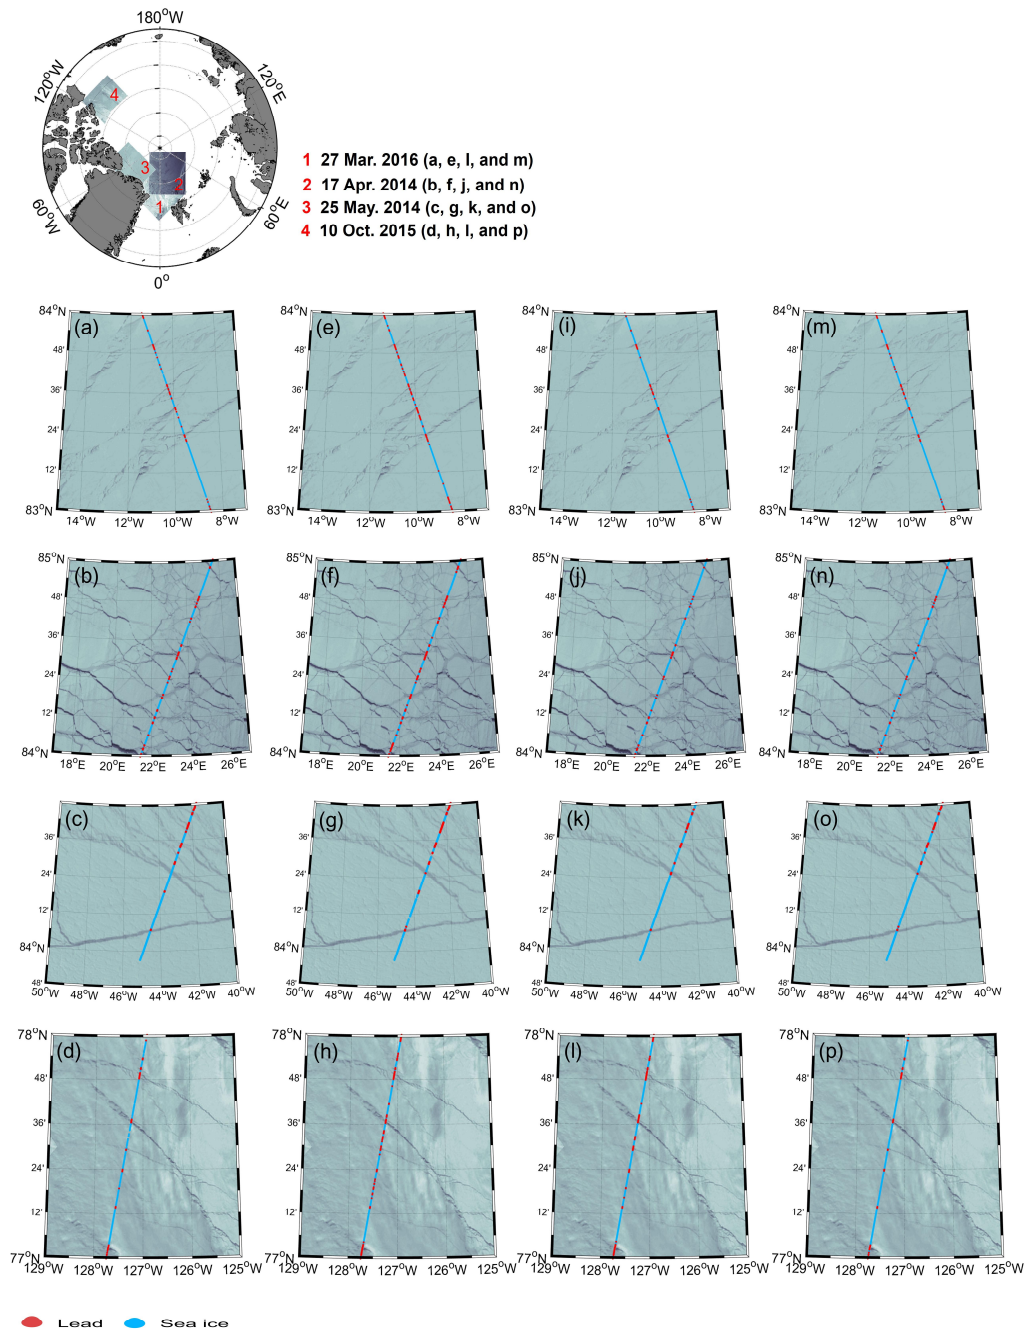 180°W
120°W
120°E
4
3
2
1
60°W
60°E
0°
1 27 Mar. 2016 (a, e, l, and m)
2 17 Apr. 2014 (b, f, j, and n)
3 25 May. 2014 (c, g, k, and o)
4 10 Oct. 2015 (d, h, l, and p)
84°N (a) 84°N (e) 84°N (i) 84°N (m)
48' 48' 48' 48'
36' 36' 36' 36'
24' 24' 24' 24'
12' 12' 12' 12'
83°N 83°N 83°N 83°N
14°W 12°W 10°W 8°W 14°W 12°W 10°W 8°W 14°W 12°W 10°W 8°W 14°W 12°W 10°W 8°W
85°N (b) 85°N (f) 85°N (j) 85°N (n)
48' 48' 48' 48'
36' 36' 36' 36'
24' 24' 24' 24'
12' 12' 12' 12'
84°N 84°N 84°N 84°N
18°E 20°E 22°E 24°E 26°E 18°E 20°E 22°E 24°E 26°E 18°E 20°E 22°E 24°E 26°E 18°E 20°E 22°E 24°E 26°E
(c) (g) (k) (o)
36' 36' 36' 36'
24' 24' 24' 24'
12' 12' 12' 12'
84°N 84°N 84°N 84°N
48' 48' 48' 48'
50°W 48°W 46°W 44°W 42°W 40°W 50°W 48°W 46°W 44°W 42°W 40°W 50°W 48°W 46°W 44°W 42°W 40°W 50°W 48°W 46°W 44°W 42°W 40°W
78°N (d) 78°N (h) 78°N (l) 78°N (p)
48' 48' 48' 48'
36' 36' 36' 36'
24' 24' 24' 24'
12' 12' 12' 12'
77°N 77°N 77°N 77°N
129°W 128°W 127°W 126°W 125°W 129°W 128°W 127°W 126°W 125°W 129°W 128°W 127°W 126°W 125°W 129°W 128°W 127°W 126°W 125°W
Lead Sea ice